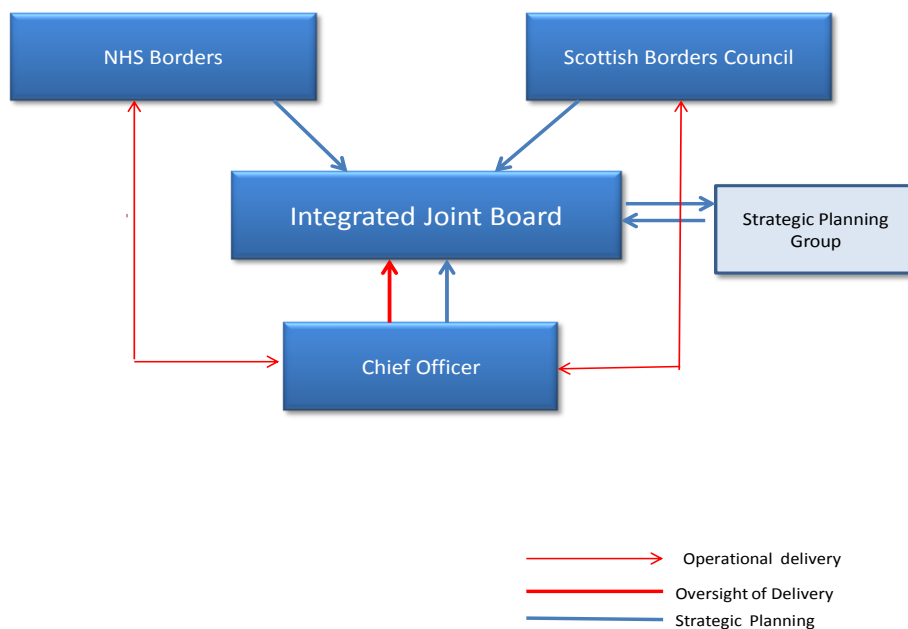 NHS Borders
Scottish Borders Council
Integrated Joint Board
Strategic Planning
Group
Chief Officer
Operational delivery
Oversight of Delivery
Strategic Planning